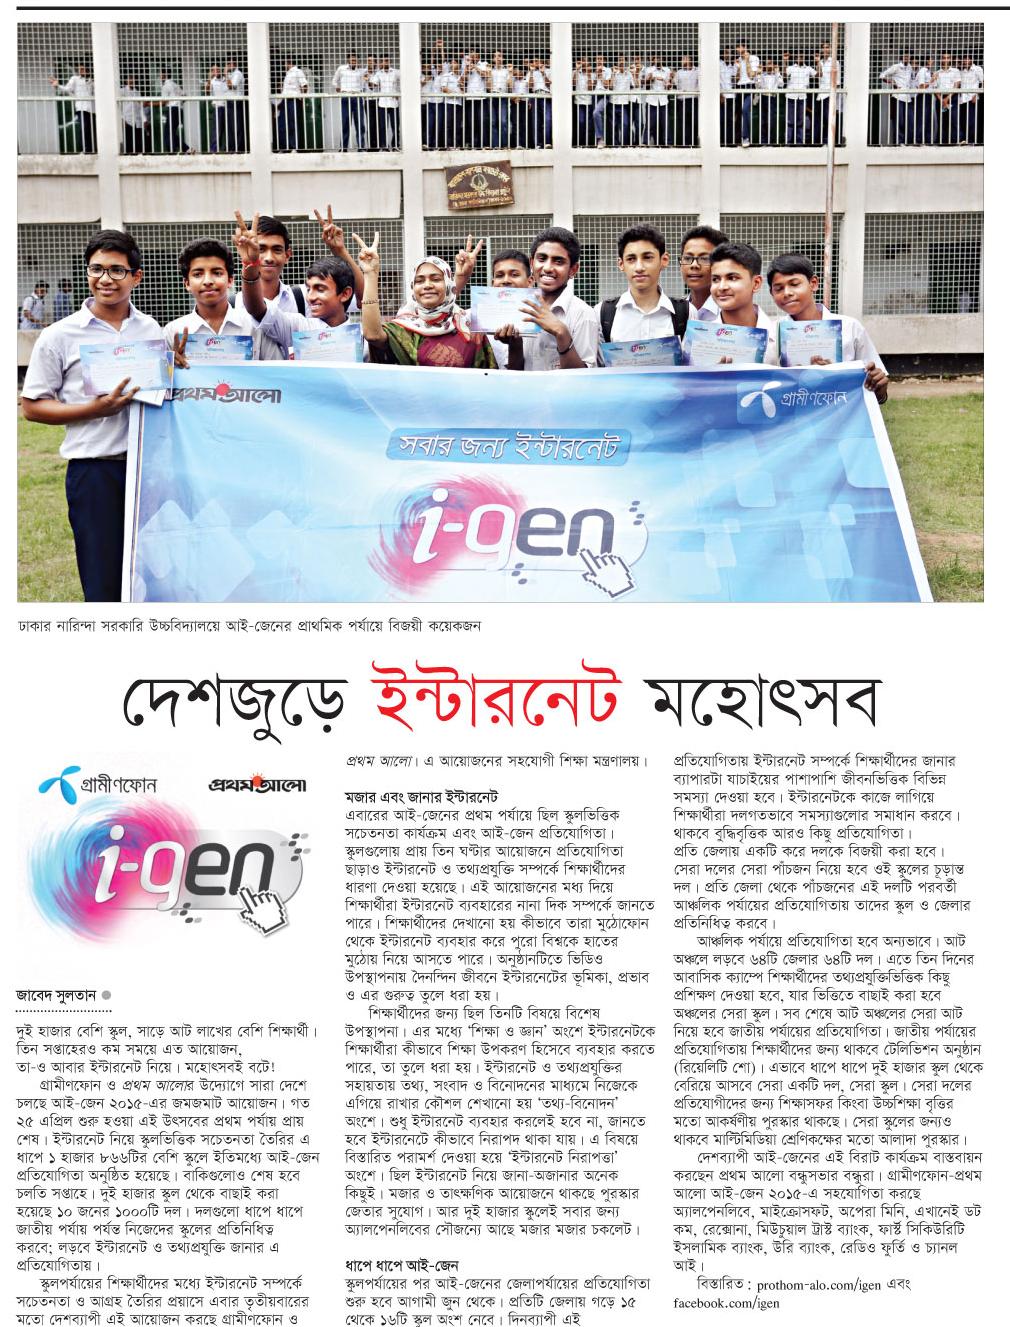 প্রথম আলো
গ্রামীণফোন
সবার জন্য ইন্টারনেট
i-gen
ঢাকার নারিন্দা সরকারি উচ্চবিদ্যালয়ে আই-জেনের প্রাথমিক পর্যায়ে বিজয়ী কয়েকজন
দেশজুড়ে ইন্টারনেট মহোৎসব
গ্রামীণফোন
প্রথম আলো
i-gen
জাবেদ সুলতান
দুই হাজার বেশি স্কুল, সাড়ে আট লাখের বেশি শিক্ষার্থী।
তিন সপ্তাহেরও কম সময়ে এত আয়োজন,
তা-ও আবার ইন্টারনেট নিয়ে। মহোৎসবই বটে!
গ্রামীণফোন ও প্রথম আলোর উদ্যোগে সারা দেশে
চলছে আই-জেন ২০১৫-এর জমজমাট আয়োজন। গত
২৫ এপ্রিল শুরু হওয়া এই উৎসবের প্রথম পর্যায় প্রায়
শেষ। ইন্টারনেট নিয়ে স্কুলভিত্তিক সচেতনতা তৈরির এ
ধাপে ১ হাজার ৮৬৬টির বেশি স্কুলে ইতিমধ্যে আই-জেন
প্রতিযোগিতা অনুষ্ঠিত হয়েছে। বাকিগুলোও শেষ হবে
চলতি সপ্তাহে। দুই হাজার স্কুল থেকে বাছাই করা
হয়েছে ১০ জনের ১০০০টি দল। দলগুলো ধাপে ধাপে
জাতীয় পর্যায় পর্যন্ত নিজেদের স্কুলের প্রতিনিধিত্ব
করবে; লড়বে ইন্টারনেট ও তথ্যপ্রযুক্তি জানার এ
প্রতিযোগিতায়।
স্কুলপর্যায়ের শিক্ষার্থীদের মধ্যে ইন্টারনেট সম্পর্কে
সচেতনতা ও আগ্রহ তৈরির প্রয়াসে এবার তৃতীয়বারের
মতো দেশব্যাপী এই আয়োজন করছে গ্রামীণফোন ও
প্রথম আলো। এ আয়োজনের সহযোগী শিক্ষা মন্ত্রণালয়।
মজার এবং জানার ইন্টারনেট
এবারের আই-জেনের প্রথম পর্যায়ে ছিল স্কুলভিত্তিক
সচেতনতা কার্যক্রম এবং আই-জেন প্রতিযোগিতা।
স্কুলগুলোয় প্রায় তিন ঘণ্টার আয়োজনে প্রতিযোগিতা
ছাড়াও ইন্টারনেট ও তথ্যপ্রযুক্তি সম্পর্কে শিক্ষার্থীদের
ধারণা দেওয়া হয়েছে। এই আয়োজনের মধ্য দিয়ে
শিক্ষার্থীরা ইন্টারনেট ব্যবহারের নানা দিক সম্পর্কে জানতে
পারে। শিক্ষার্থীদের দেখানো হয় কীভাবে তারা মুঠোফোন
থেকে ইন্টারনেট ব্যবহার করে পুরো বিশ্বকে হাতের
মুঠোয় নিয়ে আসতে পারে। অনুষ্ঠানটিতে ভিডিও
উপস্থাপনায় দৈনন্দিন জীবনে ইন্টারনেটের ভূমিকা, প্রভাব
ও এর গুরুত্ব তুলে ধরা হয়।
শিক্ষার্থীদের জন্য ছিল তিনটি বিষয়ে বিশেষ
উপস্থাপনা। এর মধ্যে 'শিক্ষা ও জ্ঞান' অংশে ইন্টারনেটকে
শিক্ষার্থীরা কীভাবে শিক্ষা উপকরণ হিসেবে ব্যবহার করতে
পারে, তা তুলে ধরা হয়। ইন্টারনেট ও তথ্যপ্রযুক্তির
সহায়তায় তথ্য, সংবাদ ও বিনোদনের মাধ্যমে নিজেকে
এগিয়ে রাখার কৌশল শেখানো হয় 'তথ্য-বিনোদন'
অংশে। শুধু ইন্টারনেট ব্যবহার করলেই হবে না, জানতে
হবে ইন্টারনেটে কীভাবে নিরাপদ থাকা যায়। এ বিষয়ে
বিস্তারিত পরামর্শ দেওয়া হয়ে 'ইন্টারনেট নিরাপত্তা'
অংশে। ছিল ইন্টারনেট নিয়ে জানা-অজানার অনেক
কিছুই। মজার ও তাৎক্ষণিক আয়োজনে থাকছে পুরস্কার
জেতার সুযোগ। আর দুই হাজার স্কুলেই সবার জন্য
অ্যালপেনলিবের সৌজন্যে আছে মজার মজার চকলেট।
ধাপে ধাপে আই-জেন
স্কুলপর্যায়ের পর আই-জেনের জেলাপর্যায়ের প্রতিযোগিতা
শুরু হবে আগামী জুন থেকে। প্রতিটি জেলায় গড়ে ১৫
থেকে ১৬টি স্কুল অংশ নেবে। দিনব্যাপী এই
প্রতিযোগিতায় ইন্টারনেট সম্পর্কে শিক্ষার্থীদের জানার
ব্যাপারটা যাচাইয়ের পাশাপাশি জীবনভিত্তিক বিভিন্ন
সমস্যা দেওয়া হবে। ইন্টারনেটকে কাজে লাগিয়ে
শিক্ষার্থীরা দলগতভাবে সমস্যাগুলোর সমাধান করবে।
থাকবে বুদ্ধিবৃত্তিক আরও কিছু প্রতিযোগিতা।
প্রতি জেলায় একটি করে দলকে বিজয়ী করা হবে।
সেরা দলের সেরা পাঁচজন নিয়ে হবে ওই স্কুলের চূড়ান্ত
দল। প্রতি জেলা থেকে পাঁচজনের এই দলটি পরবর্তী
আঞ্চলিক পর্যায়ের প্রতিযোগিতায় তাদের স্কুল ও জেলার
প্রতিনিধিত্ব করবে।
আঞ্চলিক পর্যায়ে প্রতিযোগিতা হবে অন্যভাবে। আট
অঞ্চলে লড়বে ৬৪টি জেলার ৬৪টি দল। এতে তিন দিনের
আবাসিক ক্যাম্পে শিক্ষার্থীদের তথ্যপ্রযুক্তিভিত্তিক কিছু
প্রশিক্ষণ দেওয়া হবে, যার ভিত্তিতে বাছাই করা হবে
অঞ্চলের সেরা স্কুল। সব শেষে আট অঞ্চলের সেরা আট
নিয়ে হবে জাতীয় পর্যায়ের প্রতিযোগিতা। জাতীয় পর্যায়ের
প্রতিযোগিতায় শিক্ষার্থীদের জন্য থাকবে টেলিভিশন অনুষ্ঠান
(রিয়েলিটি শো)। এভাবে ধাপে ধাপে দুই হাজার স্কুল থেকে
বেরিয়ে আসবে সেরা একটি দল, সেরা স্কুল। সেরা দলের
প্রতিযোগীদের জন্য শিক্ষাসফর কিংবা উচ্চশিক্ষা বৃত্তির
মতো আকর্ষণীয় পুরস্কার থাকছে। সেরা স্কুলের জন্যও
থাকবে মাল্টিমিডিয়া শ্রেণিকক্ষের মতো আলাদা পুরস্কার।
দেশব্যাপী আই-জেনের এই বিরাট কার্যক্রম বাস্তবায়ন
করছেন প্রথম আলো বন্ধুসভার বন্ধুরা। গ্রামীণফোন-প্রথম
আলো আই-জেন ২০১৫-এ সহযোগিতা করছে
অ্যালপেনলিবে, মাইক্রোসফট, অপেরা মিনি, এখানেই ডট
কম, রেক্সোনা, মিউচুয়াল ট্রাস্ট ব্যাংক, ফার্স্ট সিকিউরিটি
ইসলামিক ব্যাংক, উরি ব্যাংক, রেডিও ফুর্তি ও চ্যানল
আই।
বিস্তারিত : prothom-alo.com/igen এবং
facebook.com/igen